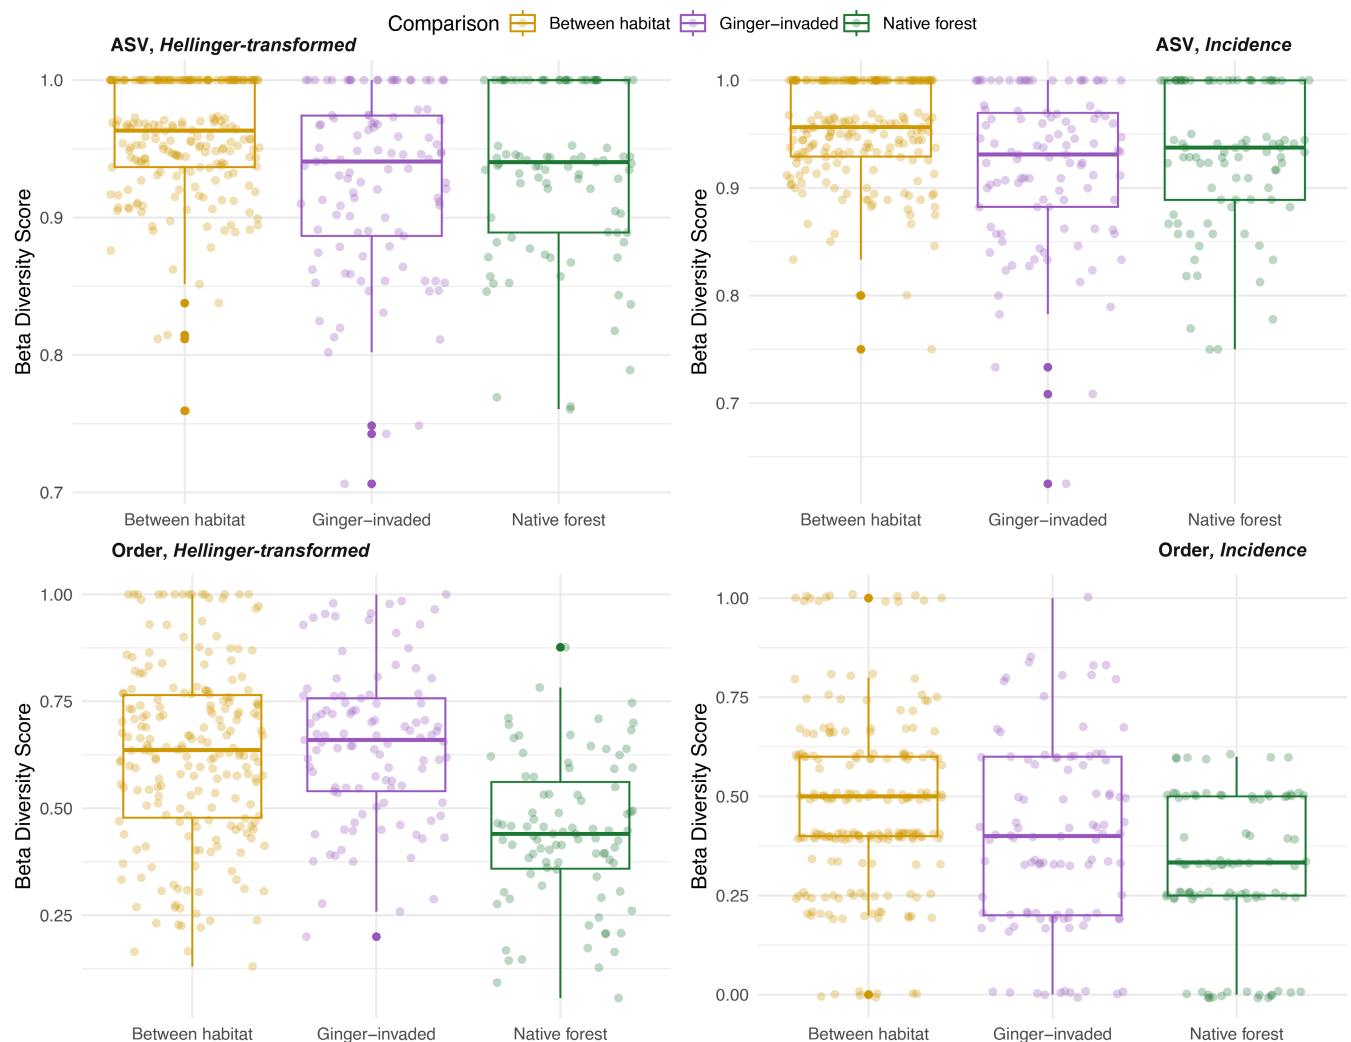 Comparison Between habitat Ginger−invaded Native forest
ASV, Hellinger-transformed
ASV, Incidence
Beta Diversity Score
1.0
0.9
0.8
0.7
Between habitat Ginger−invaded Native forest
Beta Diversity Score
1.0
0.9
0.8
0.7
Between habitat Ginger−invaded Native forest
Order, Hellinger-transformed
Order, Incidence
Beta Diversity Score
1.00
0.75
0.50
0.25
Between habitat Ginger−invaded Native forest
Beta Diversity Score
1.00
0.75
0.50
0.25
0.00
Between habitat Ginger−invaded Native forest